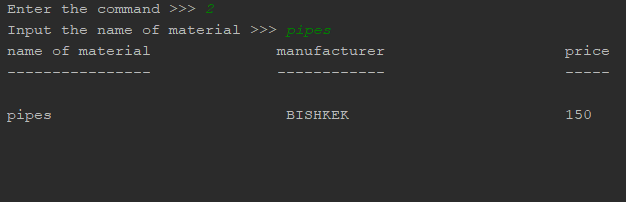 Enter the command >>> 2
Input the name of material >>> pipes
name of material manufacturer price
---------------- ------------ -----
pipes BISHKEK 150